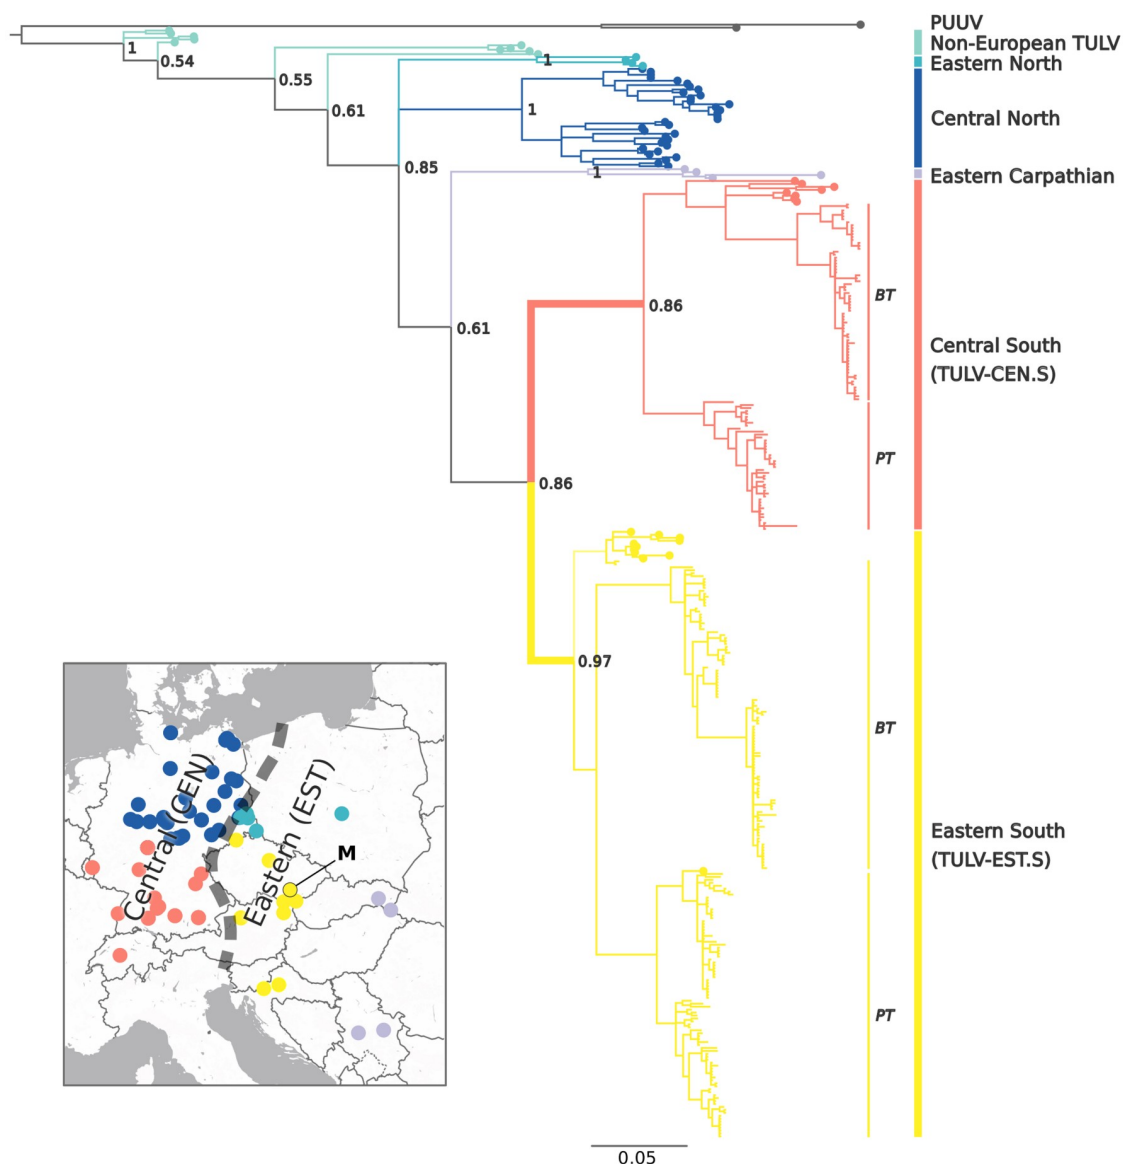 PUUV
Non-European TULV
Eastern North
Central North
Eastern Carpathian
Central South
(TULV-CEN.S)
Eastern South
(TULV-EST.S)
1
0.54
0.55
0.61
0.85
1
1
1
0.61
0.86
0.86
0.97
BT
PT
BT
PT
Central (CEN)
Eastern (EST)
M
0.05